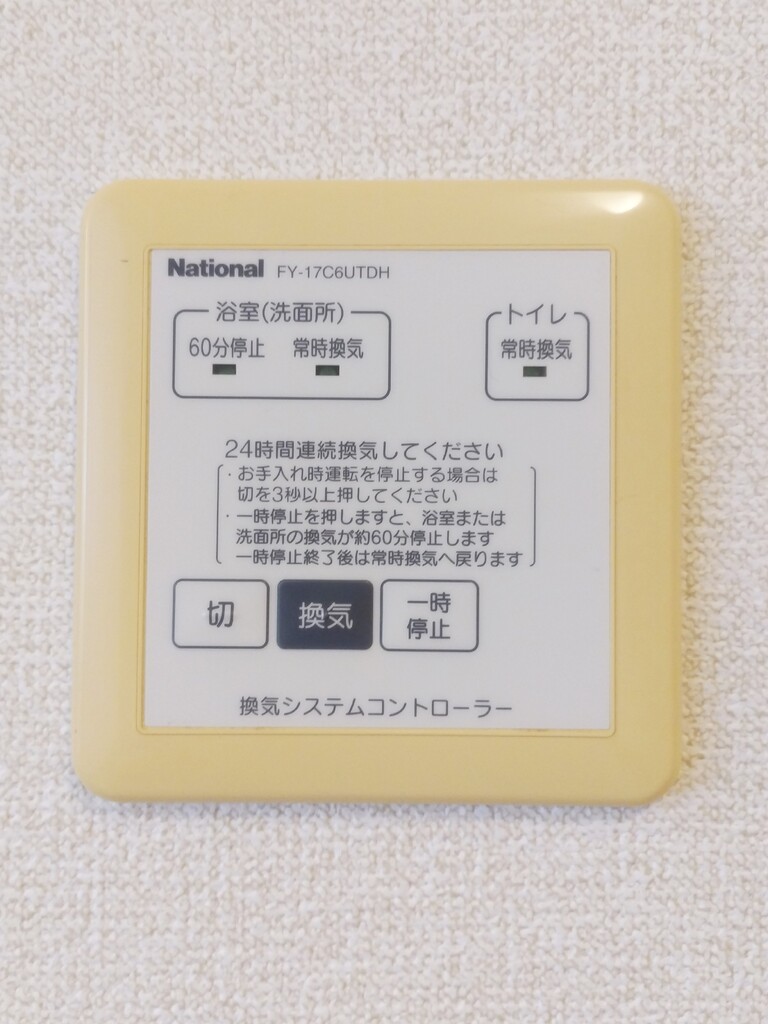 National FY-17C6UTDH
浴室(洗面所)
60分停止 常時換気
トイレ
常時換気
24時間連続換気してください
・お手入れ時運転を停止する場合は
切を3秒以上押してください
・一時停止を押しますと、浴室または
洗面所の換気が約60分停止します
一時停止終了後は常時換気へ戻ります
切
換気
一時
停止
換気システムコントローラー